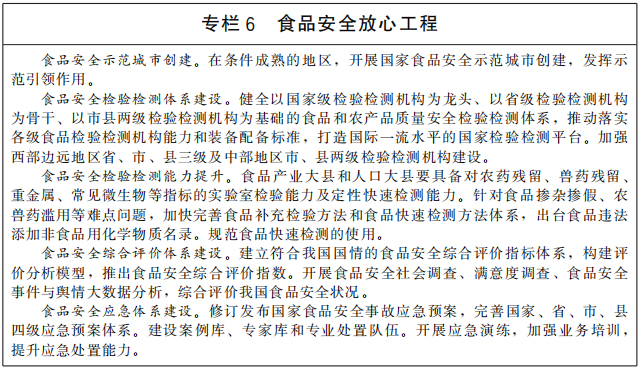 专栏 6　食品安全放心工程
食品安全示范城市创建。在条件成熟的地区，开展国家食品安全示范城市创建，发挥示
范引领作用。
食品安全检验检测体系建设。健全以国家级检验检测机构为龙头、以省级检验检测机构
为骨干、以市县两级检验检测机构为基础的食品和农产品质量安全检验检测体系，推动落实
各级食品检验检测机构能力和装备配备标准，打造国际一流水平的国家检验检测平台。加强
西部边远地区省、市、县三级及中部地区市、县两级检验检测机构建设。
食品安全检验检测能力提升。食品产业大县和人口大县要具备对农药残留、兽药残留、
重金属、常见微生物等指标的实验室检验能力及定性快速检测能力。针对食品掺杂掺假、农
兽药滥用等难点问题，加快完善食品补充检验方法和食品快速检测方法体系，出台食品违法
添加非食品用化学物质名录。规范食品快速检测的使用。
食品安全综合评价体系建设。建立符合我国国情的食品安全综合评价指标体系，构建评
价分析模型，推出食品安全综合评价指数。开展食品安全社会调查、满意度调查、食品安全
事件与舆情大数据分析，综合评价我国食品安全状况。
食品安全应急体系建设。修订发布国家食品安全事故应急预案，完善国家、省、市、县
四级应急预案体系。建设案例库、专家库和专业处置队伍。开展应急演练，加强业务培训，
提升应急处置能力。